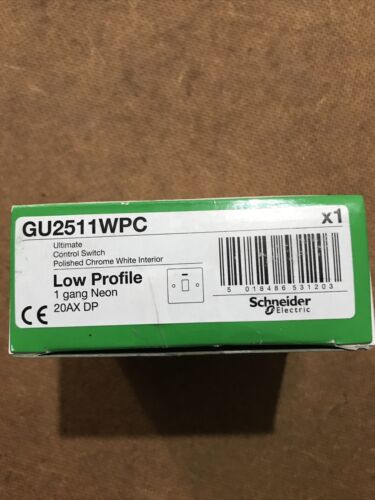 GU2511WPC
x1
Ultimate
Control Switch
Polished Chrome White Interior
Low Profile
1 gang Neon
20AX DP
CE
5 018486 531203
Schneider
Electric